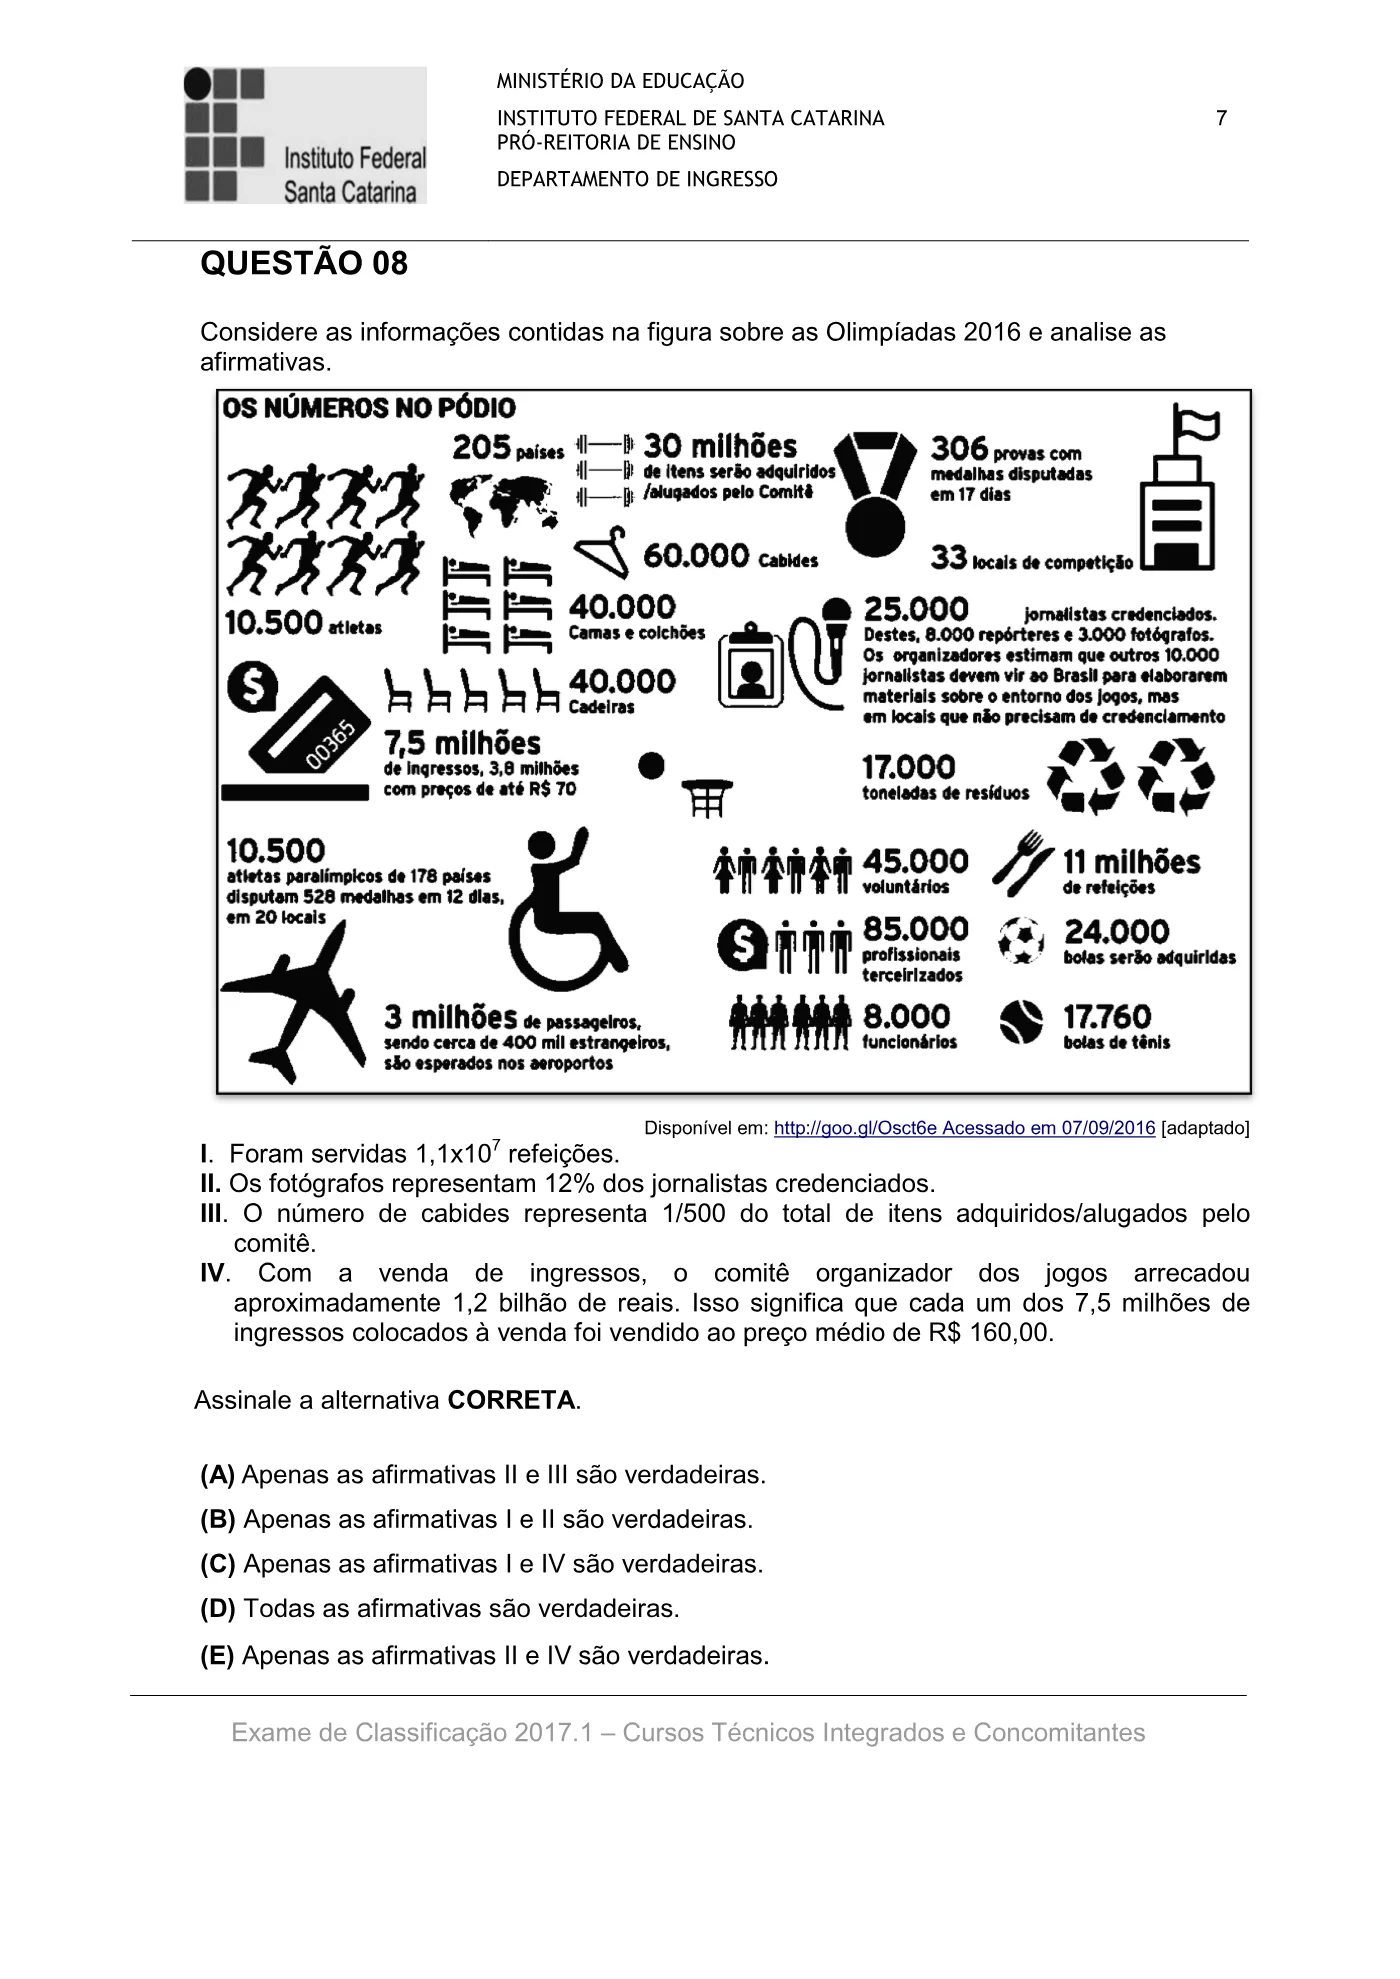 Instituto Federal
Santa Catarina
MINISTÉRIO DA EDUCAÇÃO
INSTITUTO FEDERAL DE SANTA CATARINA
PRÓ-REITORIA DE ENSINO
DEPARTAMENTO DE INGRESSO
7
QUESTÃO 08
Considere as informações contidas na figura sobre as Olimpíadas 2016 e analise as
afirmativas.
OS NÚMEROS NO PÓDIO
205 países
10.500 atletas
30 milhões
de itens serão adquiridos
/alugados pelo Comitê
60.000 Cabides
40.000
Camas e colchões
40.000
Cadeiras
306 provas com
medalhas disputadas
em 17 dias
33 locais de competição
25.000 jornalistas credenciados.
Destes, 8.000 repórteres e 3.000 fotógrafos.
Os organizadores estimam que outros 10.000
jornalistas devem vir ao Brasil para elaborarem
materiais sobre o entorno dos jogos, mas
em locais que não precisam de credenciamento
00365
7,5 milhões
de ingressos, 3,8 milhões
com preços de até R$ 70
17.000
toneladas de resíduos
10.500
atletas paralímpicos de 178 países
disputam 528 medalhas em 12 dias,
em 20 locais
3 milhões de passageiros,
sendo cerca de 400 mil estrangeiros,
são esperados nos aeroportos
45.000
voluntários
85.000
profissionais
terceirizados
8.000
funcionários
11 milhões
de refeições
24.000
bolas serão adquiridas
17.760
bolas de tênis
Disponível em: http://goo.gl/Osct6e Acessado em 07/09/2016 [adaptado]
I. Foram servidas 1,1x10⁷ refeições.
II. Os fotógrafos representam 12% dos jornalistas credenciados.
III. O número de cabides representa 1/500 do total de itens adquiridos/alugados pelo
comitê.
IV. Com a venda de ingressos, o comitê organizador dos jogos arrecadou
aproximadamente 1,2 bilhão de reais. Isso significa que cada um dos 7,5 milhões de
ingressos colocados à venda foi vendido ao preço médio de R$ 160,00.
Assinale a alternativa CORRETA.
(A) Apenas as afirmativas II e III são verdadeiras.
(B) Apenas as afirmativas I e II são verdadeiras.
(C) Apenas as afirmativas I e IV são verdadeiras.
(D) Todas as afirmativas são verdadeiras.
(E) Apenas as afirmativas II e IV são verdadeiras.
Exame de Classificação 2017.1 – Cursos Técnicos Integrados e Concomitantes